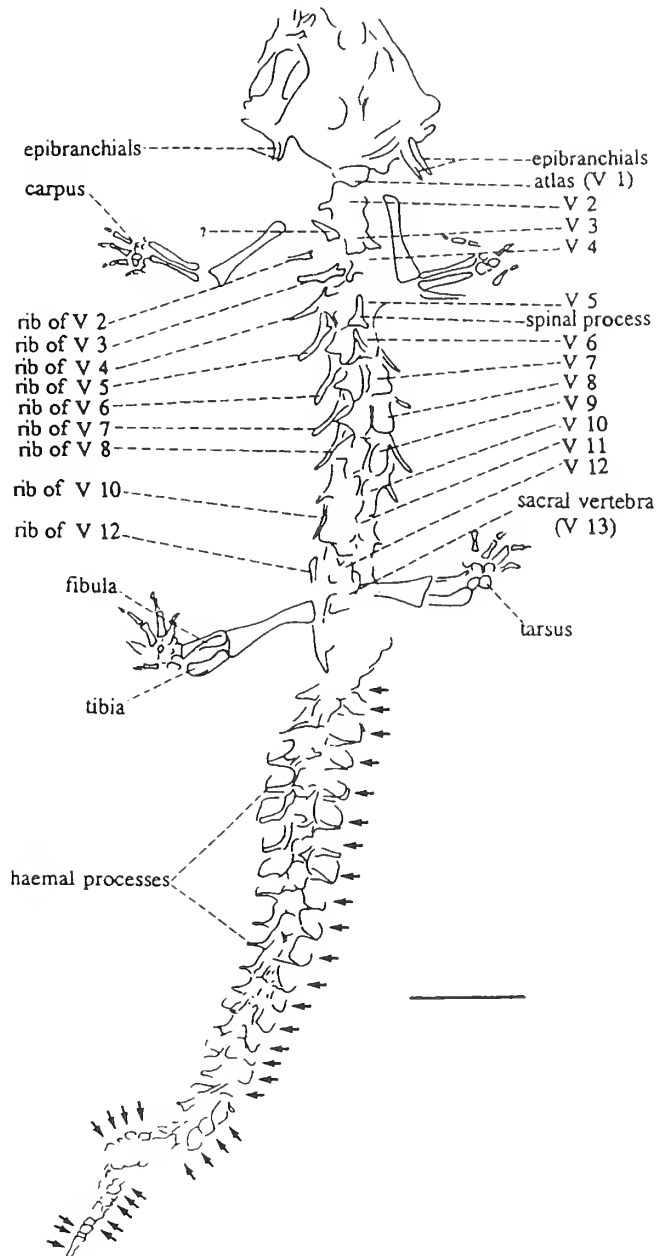 epibranchials
carpus
?
rib of V 2
rib of V 3
rib of V 4
rib of V 5
rib of V 6
rib of V 7
rib of V 8
rib of V 10
rib of V 12
fibula
tibia
haemal processes
epibranchials
atlas (V 1)
V 2
V 3
V 4
V 5
spinal process
V 6
V 7
V 8
V 9
V 10
V 11
V 12
sacral vertebra
(V 13)
tarsus